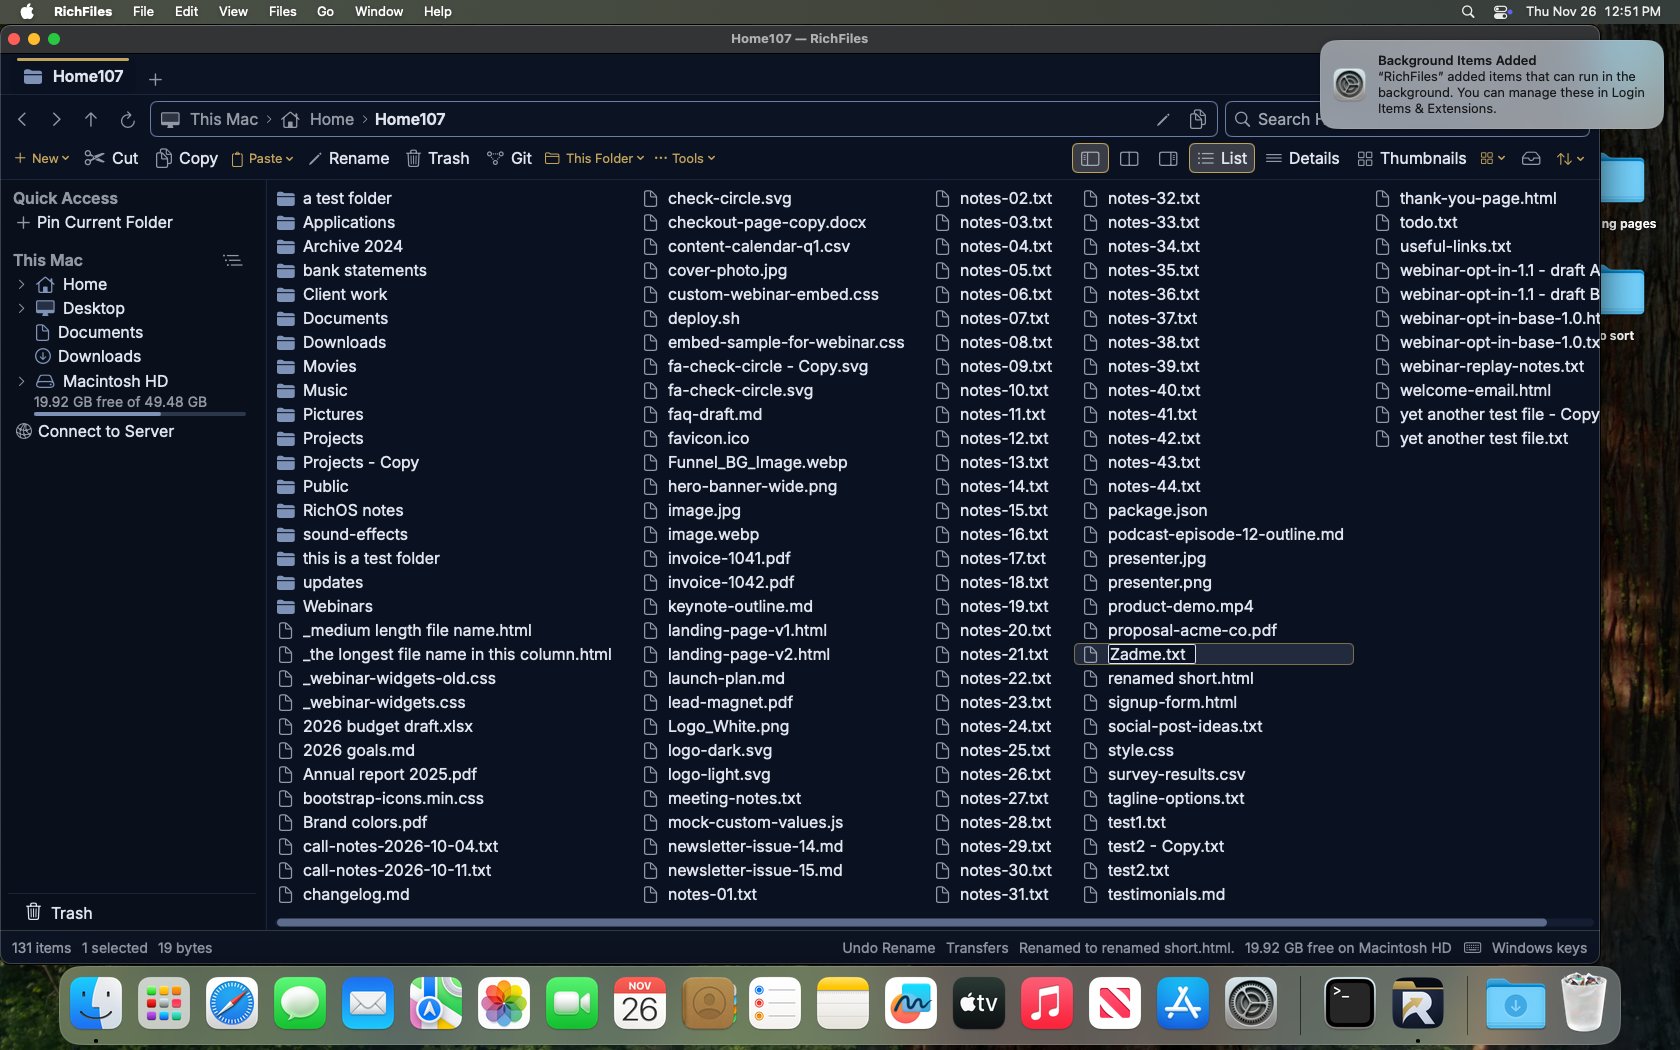 RichFiles File Edit View Files Go Window Help
Thu Nov 26 12:51 PM
Home107 — RichFiles
Background Items Added
“RichFiles” added items that can run in the
background. You can manage these in Login
Items & Extensions.
Home107
This Mac Home Home107
Search
New Cut Copy Paste Rename Trash Git This Folder Tools
List Details Thumbnails
Quick Access
Pin Current Folder
This Mac
Home
Desktop
Documents
Downloads
Macintosh HD
19.92 GB free of 49.48 GB
Connect to Server
Trash
a test folder
Applications
Archive 2024
bank statements
Client work
Documents
Downloads
Movies
Music
Pictures
Projects
Projects - Copy
Public
RichOS notes
sound-effects
this is a test folder
updates
Webinars
_medium length file name.html
_the longest file name in this column.html
_webinar-widgets-old.css
_webinar-widgets.css
2026 budget draft.xlsx
2026 goals.md
Annual report 2025.pdf
bootstrap-icons.min.css
Brand colors.pdf
call-notes-2026-10-04.txt
call-notes-2026-10-11.txt
changelog.md
check-circle.svg
checkout-page-copy.docx
content-calendar-q1.csv
cover-photo.jpg
custom-webinar-embed.css
deploy.sh
embed-sample-for-webinar.css
fa-check-circle - Copy.svg
fa-check-circle.svg
faq-draft.md
favicon.ico
Funnel_BG_Image.webp
hero-banner-wide.png
image.jpg
image.webp
invoice-1041.pdf
invoice-1042.pdf
keynote-outline.md
landing-page-v1.html
landing-page-v2.html
launch-plan.md
lead-magnet.pdf
Logo_White.png
logo-dark.svg
logo-light.svg
meeting-notes.txt
mock-custom-values.js
newsletter-issue-14.md
newsletter-issue-15.md
notes-01.txt
notes-02.txt
notes-03.txt
notes-04.txt
notes-05.txt
notes-06.txt
notes-07.txt
notes-08.txt
notes-09.txt
notes-10.txt
notes-11.txt
notes-12.txt
notes-13.txt
notes-14.txt
notes-15.txt
notes-16.txt
notes-17.txt
notes-18.txt
notes-19.txt
notes-20.txt
notes-21.txt
notes-22.txt
notes-23.txt
notes-24.txt
notes-25.txt
notes-26.txt
notes-27.txt
notes-28.txt
notes-29.txt
notes-30.txt
notes-31.txt
notes-32.txt
notes-33.txt
notes-34.txt
notes-35.txt
notes-36.txt
notes-37.txt
notes-38.txt
notes-39.txt
notes-40.txt
notes-41.txt
notes-42.txt
notes-43.txt
notes-44.txt
package.json
podcast-episode-12-outline.md
presenter.jpg
presenter.png
product-demo.mp4
proposal-acme-co.pdf
Zadme.txt
renamed short.html
signup-form.html
social-post-ideas.txt
style.css
survey-results.csv
tagline-options.txt
test1.txt
test2 - Copy.txt
test2.txt
testimonials.md
thank-you-page.html
todo.txt
useful-links.txt
webinar-opt-in-1.1 - draft A
webinar-opt-in-1.1 - draft B
webinar-opt-in-base-1.0.ht
webinar-opt-in-base-1.0.tx
webinar-replay-notes.txt
welcome-email.html
yet another test file - Copy
yet another test file.txt
ng pages
o sort
131 items 1 selected 19 bytes
Undo Rename Transfers Renamed to renamed short.html. 19.92 GB free on Macintosh HD Windows keys
NOV
26
tv